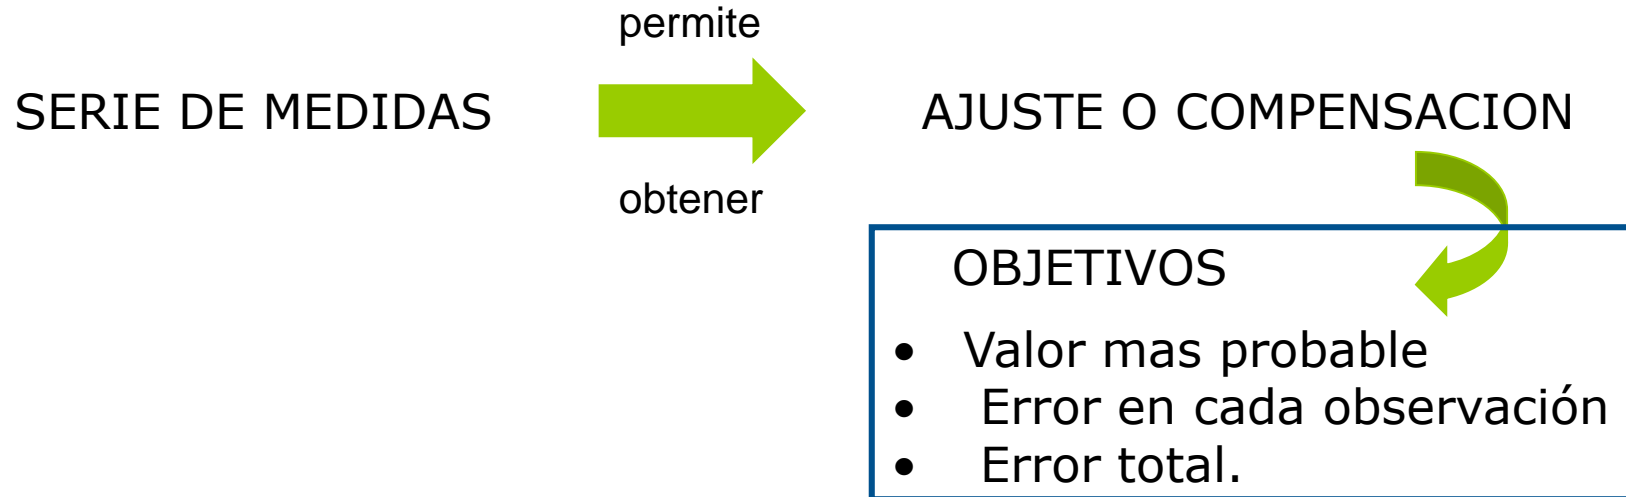 permite
SERIE DE MEDIDAS
AJUSTE O COMPENSACION
obtener
OBJETIVOS
• Valor mas probable
• Error en cada observación
• Error total.